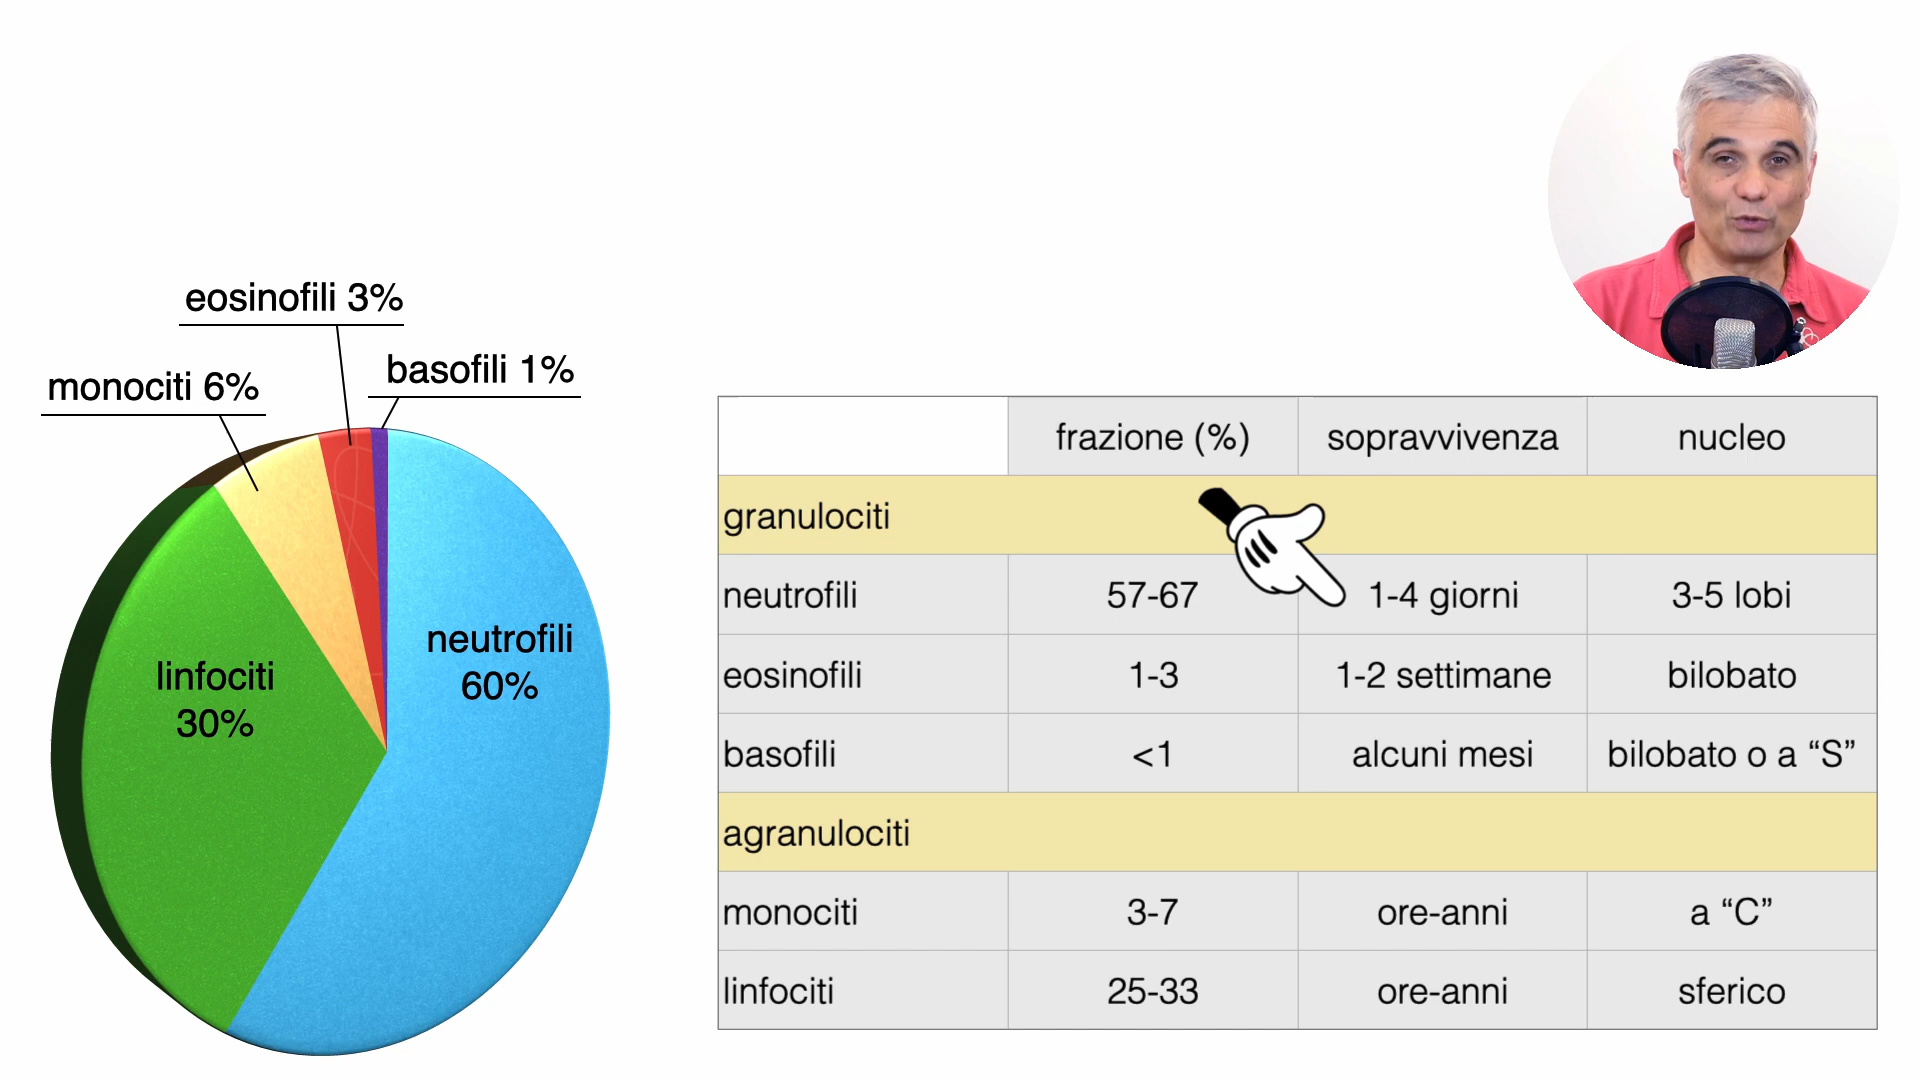 eosinofili 3%
basofili 1%
monociti 6%
linfociti
30%
neutrofili
60%
frazione (%) sopravvivenza nucleo
granulociti
neutrofili 57-67 1-4 giorni 3-5 lobi
eosinofili 1-3 1-2 settimane bilobato
basofili <1 alcuni mesi bilobato o a “S”
agranulociti
monociti 3-7 ore-anni a “C”
linfociti 25-33 ore-anni sferico